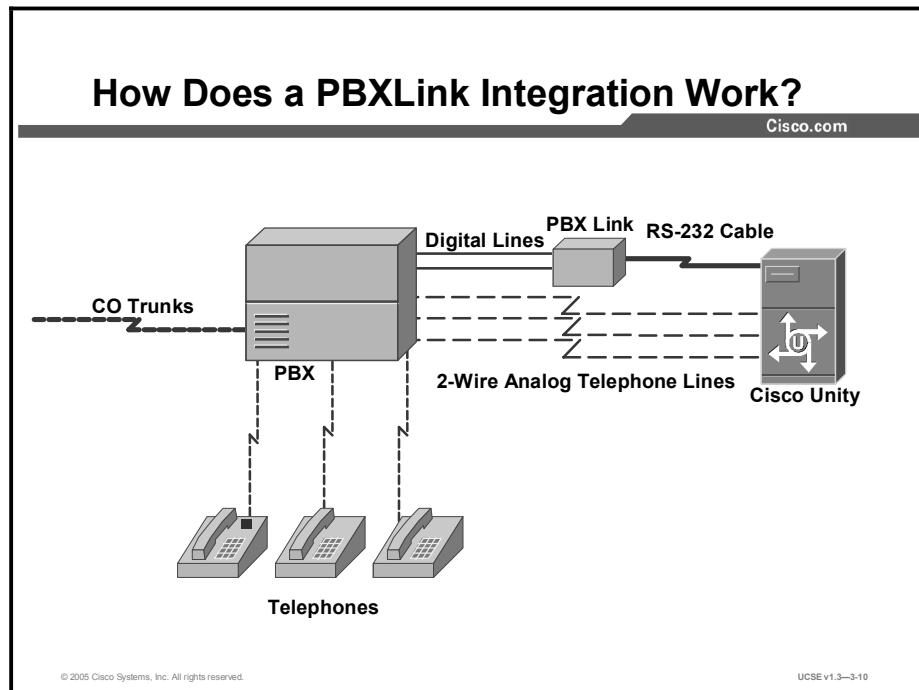 How Does a PBXLink Integration Work?
Cisco.com
PBX Link
Digital Lines
RS-232 Cable
CO Trunks
PBX
2-Wire Analog Telephone Lines
U
Cisco Unity
Telephones
© 2005 Cisco Systems, Inc. All rights reserved.
UCSE v1.3—3-10